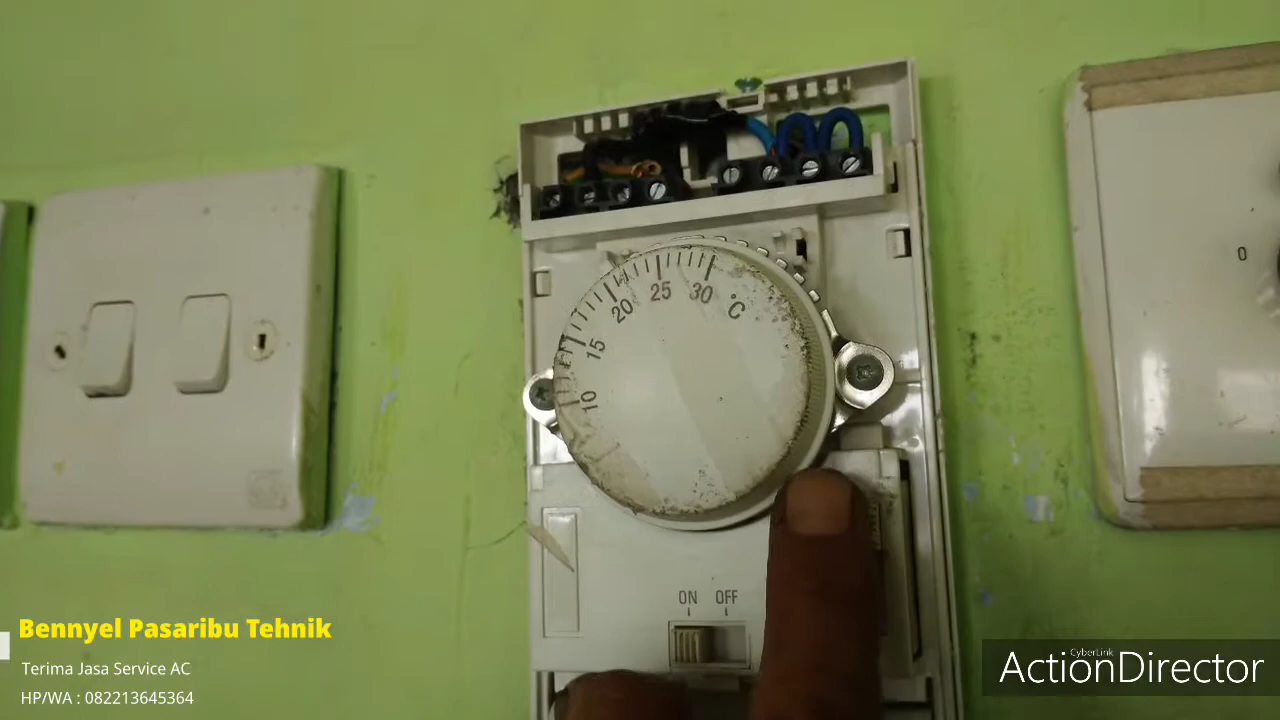 10
15
20
25
30
°C
0
ON OFF
Bennyel Pasaribu Tehnik
Terima Jasa Service AC
HP/WA : 082213645364
CyberLink
ActionDirector